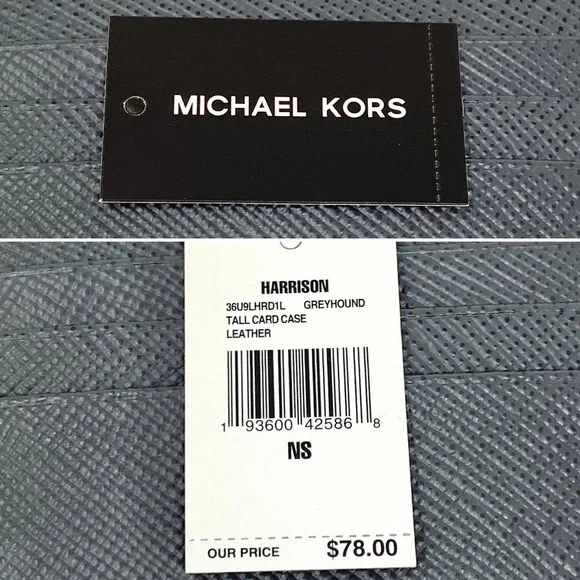 MICHAEL KORS
HARRISON
36U9LHRD1L GREYHOUND
TALL CARD CASE
LEATHER
1 93600 42586 8
NS
OUR PRICE $78.00